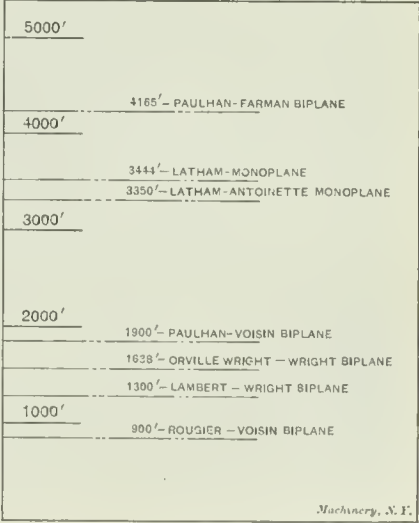 5000'
4165'– PAULHAN-FARMAN BIPLANE
4000'
3444'– LATHAM-MONOPLANE
3350'– LATHAM-ANTOINETTE MONOPLANE
3000'
2000'
1900'– PAULHAN-VOISIN BIPLANE
1638'– ORVILLE WRIGHT – WRIGHT BIPLANE
1300'– LAMBERT – WRIGHT BIPLANE
1000'
900'– ROUGIER – VOISIN BIPLANE
Machinery, N. Y.